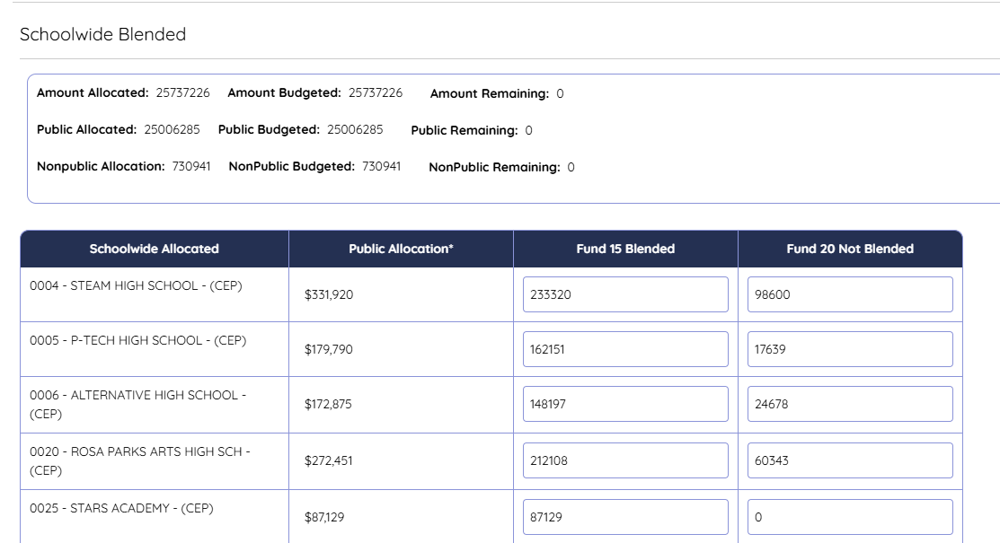 Schoolwide Blended
Amount Allocated: 25737226 Amount Budgeted: 25737226 Amount Remaining: 0
Public Allocated: 25006285 Public Budgeted: 25006285 Public Remaining: 0
Nonpublic Allocation: 730941 NonPublic Budgeted: 730941 NonPublic Remaining: 0
Schoolwide Allocated Public Allocation* Fund 15 Blended Fund 20 Not Blended
0004 - STEAM HIGH SCHOOL - (CEP) $331,920 233320 98600
0005 - P-TECH HIGH SCHOOL - (CEP) $179,790 162151 17639
0006 - ALTERNATIVE HIGH SCHOOL -
(CEP) $172,875 148197 24678
0020 - ROSA PARKS ARTS HIGH SCH -
(CEP) $272,451 212108 60343
0025 - STARS ACADEMY - (CEP) $87,129 87129 0